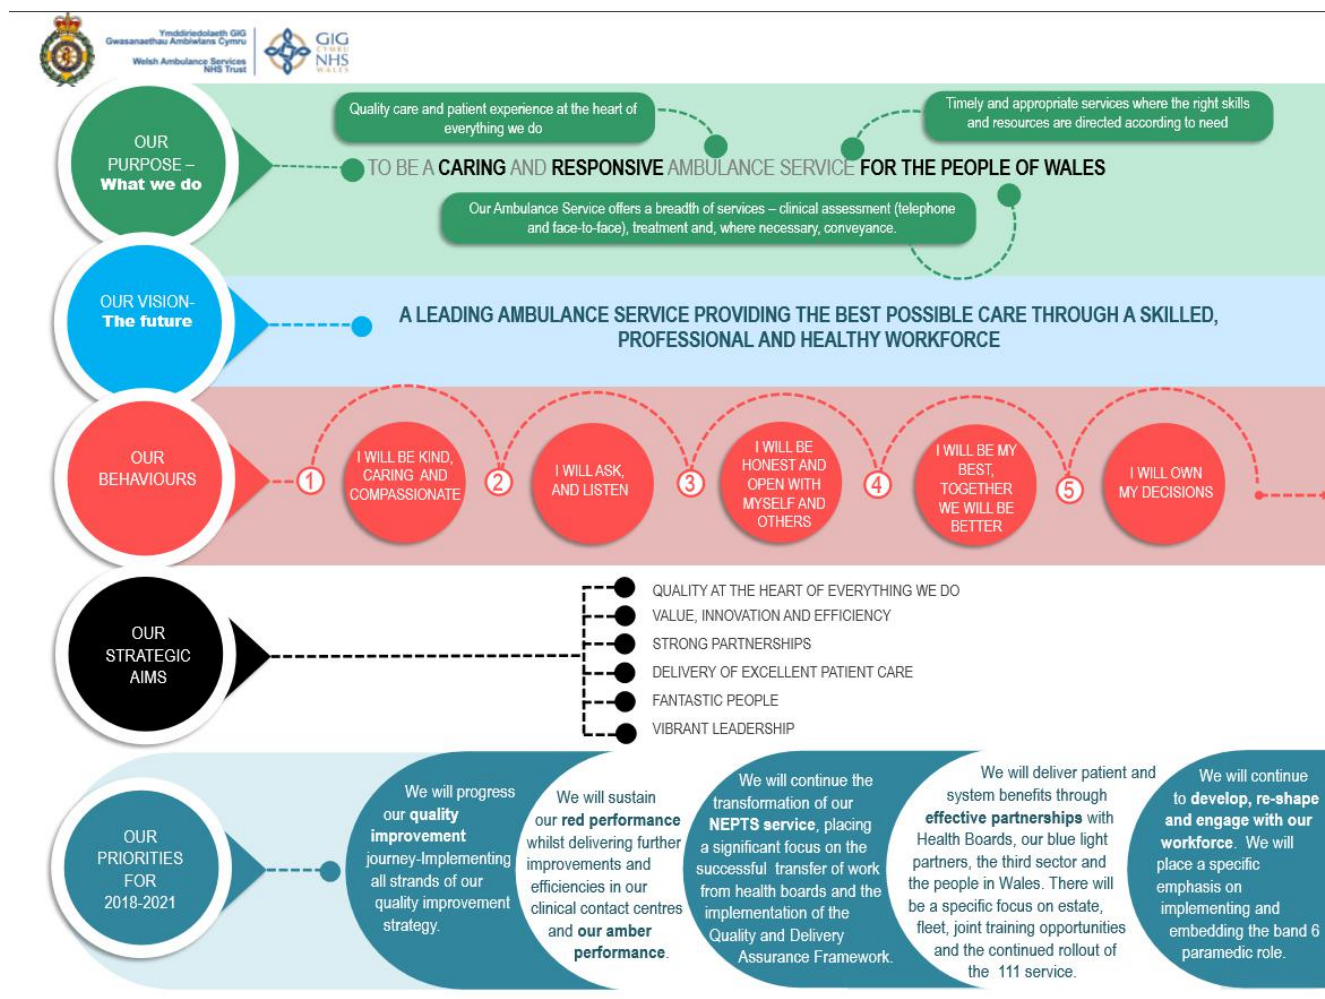 Ymddiriedolaeth GIG
Gwasanaethau Ambiwlans Cymru
Welsh Ambulance Services
NHS Trust
GIG
CYMRU
NHS
WALES
OUR
PURPOSE –
What we do
Quality care and patient experience at the heart of
everything we do
Timely and appropriate services where the right skills
and resources are directed according to need
TO BE A CARING AND RESPONSIVE AMBULANCE SERVICE FOR THE PEOPLE OF WALES
Our Ambulance Service offers a breadth of services – clinical assessment (telephone
and face-to-face), treatment and, where necessary, conveyance.
OUR VISION-
The future
A LEADING AMBULANCE SERVICE PROVIDING THE BEST POSSIBLE CARE THROUGH A SKILLED,
PROFESSIONAL AND HEALTHY WORKFORCE
OUR
BEHAVIOURS
1
I WILL BE KIND,
CARING AND
COMPASSIONATE
2
I WILL ASK,
AND LISTEN
3
I WILL BE
HONEST AND
OPEN WITH
MYSELF AND
OTHERS
4
I WILL BE MY
BEST,
TOGETHER
WE WILL BE
BETTER
5
I WILL OWN
MY DECISIONS
OUR
STRATEGIC
AIMS
QUALITY AT THE HEART OF EVERYTHING WE DO
VALUE, INNOVATION AND EFFICIENCY
STRONG PARTNERSHIPS
DELIVERY OF EXCELLENT PATIENT CARE
FANTASTIC PEOPLE
VIBRANT LEADERSHIP
OUR
PRIORITIES
FOR
2018-2021
We will progress
our quality
improvement
journey-Implementing
all strands of our
quality improvement
strategy.
We will sustain
our red performance
whilst delivering further
improvements and
efficiencies in our
clinical contact centres
and our amber
performance.
We will continue the
transformation of our
NEPTS service, placing
a significant focus on the
successful transfer of work
from health boards and the
implementation of the
Quality and Delivery
Assurance Framework.
We will deliver patient and
system benefits through
effective partnerships with
Health Boards, our blue light
partners, the third sector and
the people in Wales. There will
be a specific focus on estate,
fleet, joint training opportunities
and the continued rollout of
the 111 service.
We will continue
to develop, re-shape
and engage with our
workforce. We will
place a specific
emphasis on
implementing and
embedding the band 6
paramedic role.